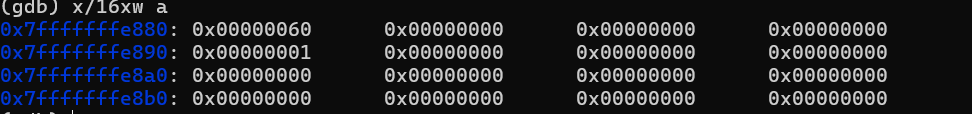 (gdb) x/16xw a
0x7fffffffe880: 0x00000060 0x00000000 0x00000000 0x00000000
0x7fffffffe890: 0x00000001 0x00000000 0x00000000 0x00000000
0x7fffffffe8a0: 0x00000000 0x00000000 0x00000000 0x00000000
0x7fffffffe8b0: 0x00000000 0x00000000 0x00000000 0x00000000